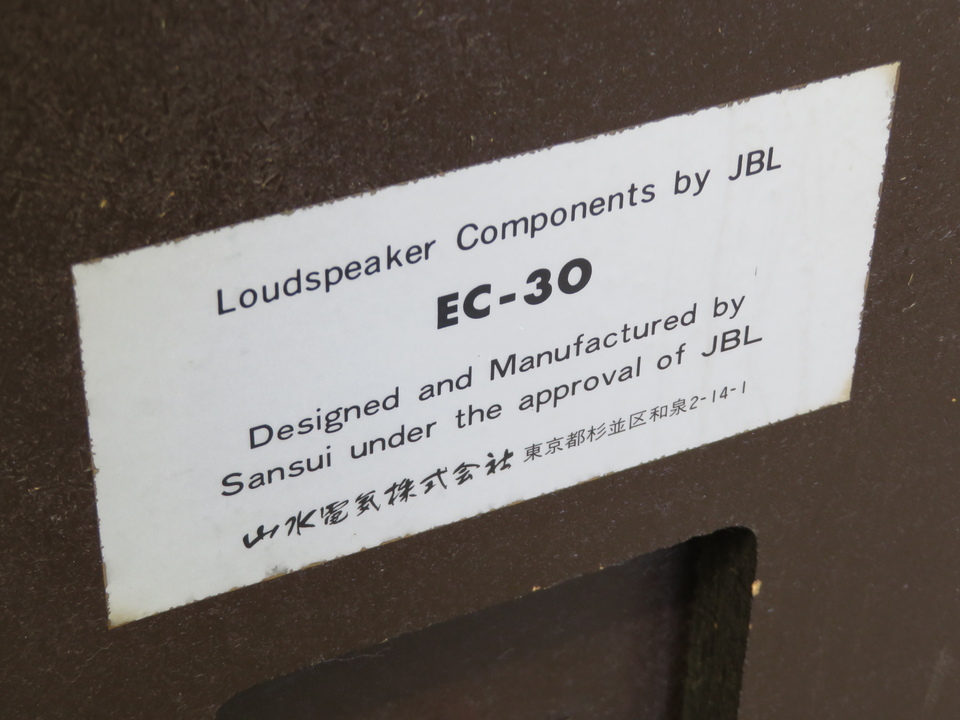 Loudspeaker Components by JBL
EC-30
Designed and Manufactured by
Sansui under the approval of JBL
山水電気株式会社 東京都杉並区和泉2-14-1